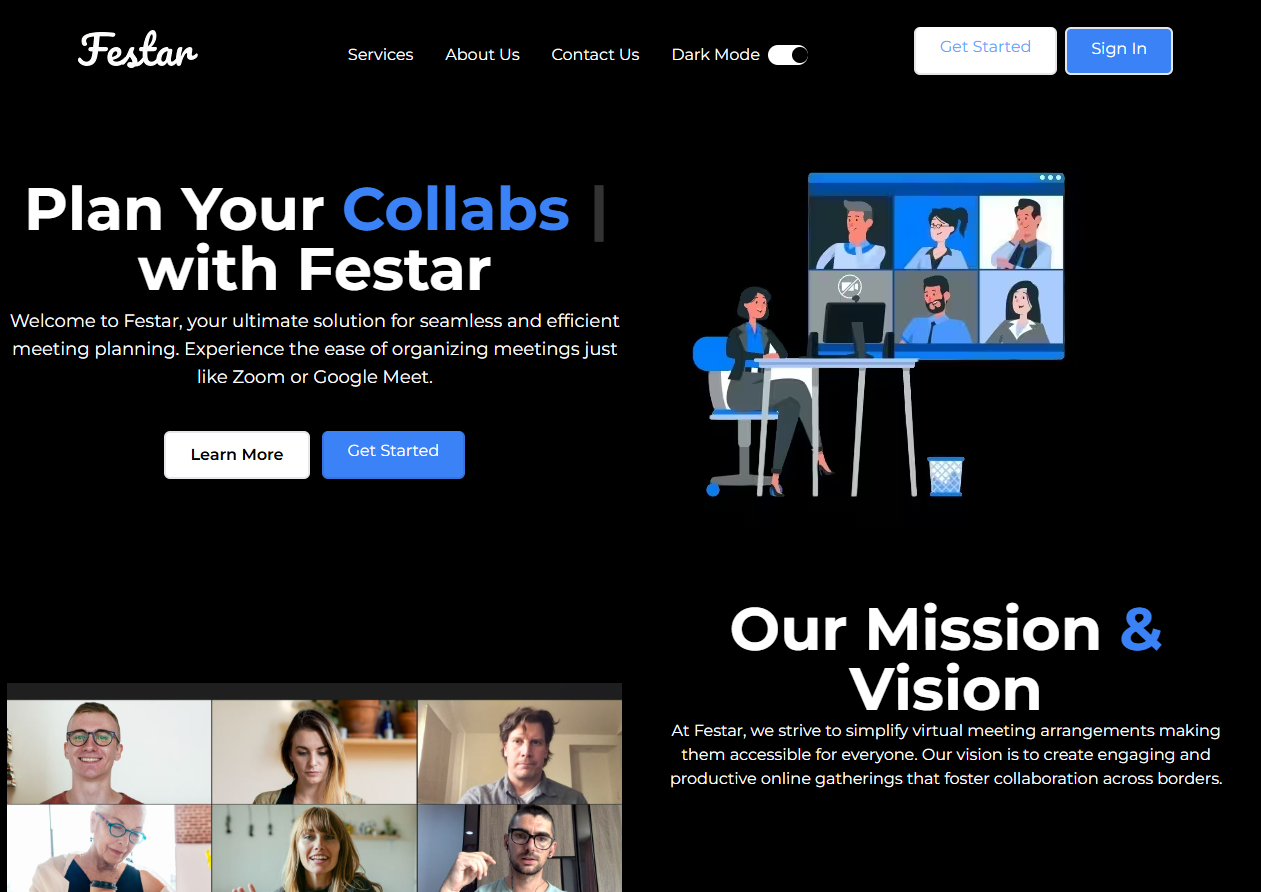 Festar
Services About Us Contact Us Dark Mode
Get Started Sign In
Plan Your Collabs |
with Festar
Welcome to Festar, your ultimate solution for seamless and efficient
meeting planning. Experience the ease of organizing meetings just
like Zoom or Google Meet.
Learn More Get Started
Our Mission &
Vision
At Festar, we strive to simplify virtual meeting arrangements making
them accessible for everyone. Our vision is to create engaging and
productive online gatherings that foster collaboration across borders.